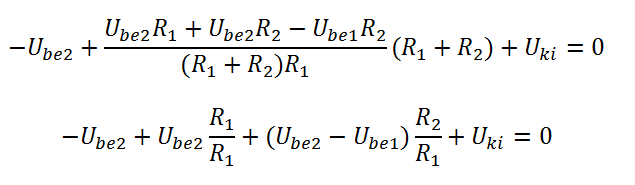 $-U_{be2} + \frac{U_{be2}R_1 + U_{be2}R_2 - U_{be1}R_2}{(R_1 + R_2)R_1}(R_1 + R_2) + U_{ki} = 0$
$-U_{be2} + U_{be2}\frac{R_1}{R_1} + (U_{be2} - U_{be1})\frac{R_2}{R_1} + U_{ki} = 0$